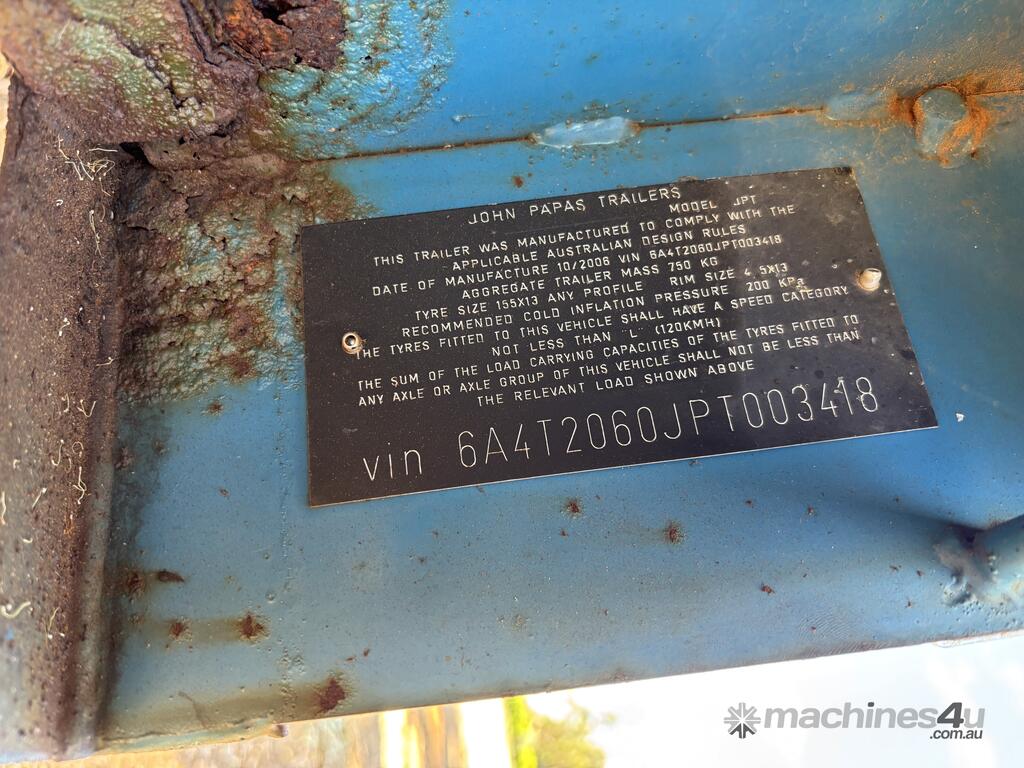 JOHN PAPAS TRAILERS
MODEL JPT
THIS TRAILER WAS MANUFACTURED TO COMPLY WITH THE
APPLICABLE AUSTRALIAN DESIGN RULES
DATE OF MANUFACTURE 10/2006 VIN 6A4T2060JPT003418
AGGREGATE TRAILER MASS 750 KG
TYRE SIZE 155X13 ANY PROFILE RIM SIZE 4.5X13
RECOMMENDED COLD INFLATION PRESSURE 200 KPa
THE TYRES FITTED TO THIS VEHICLE SHALL HAVE A SPEED CATEGORY
NOT LESS THAN "L" (120KMH)
THE SUM OF THE LOAD CARRYING CAPACITIES OF THE TYRES FITTED TO
ANY AXLE OR AXLE GROUP OF THIS VEHICLE SHALL NOT BE LESS THAN
THE RELEVANT LOAD SHOWN ABOVE
vin 6A4T2060JPT003418
machines4u
.com.au